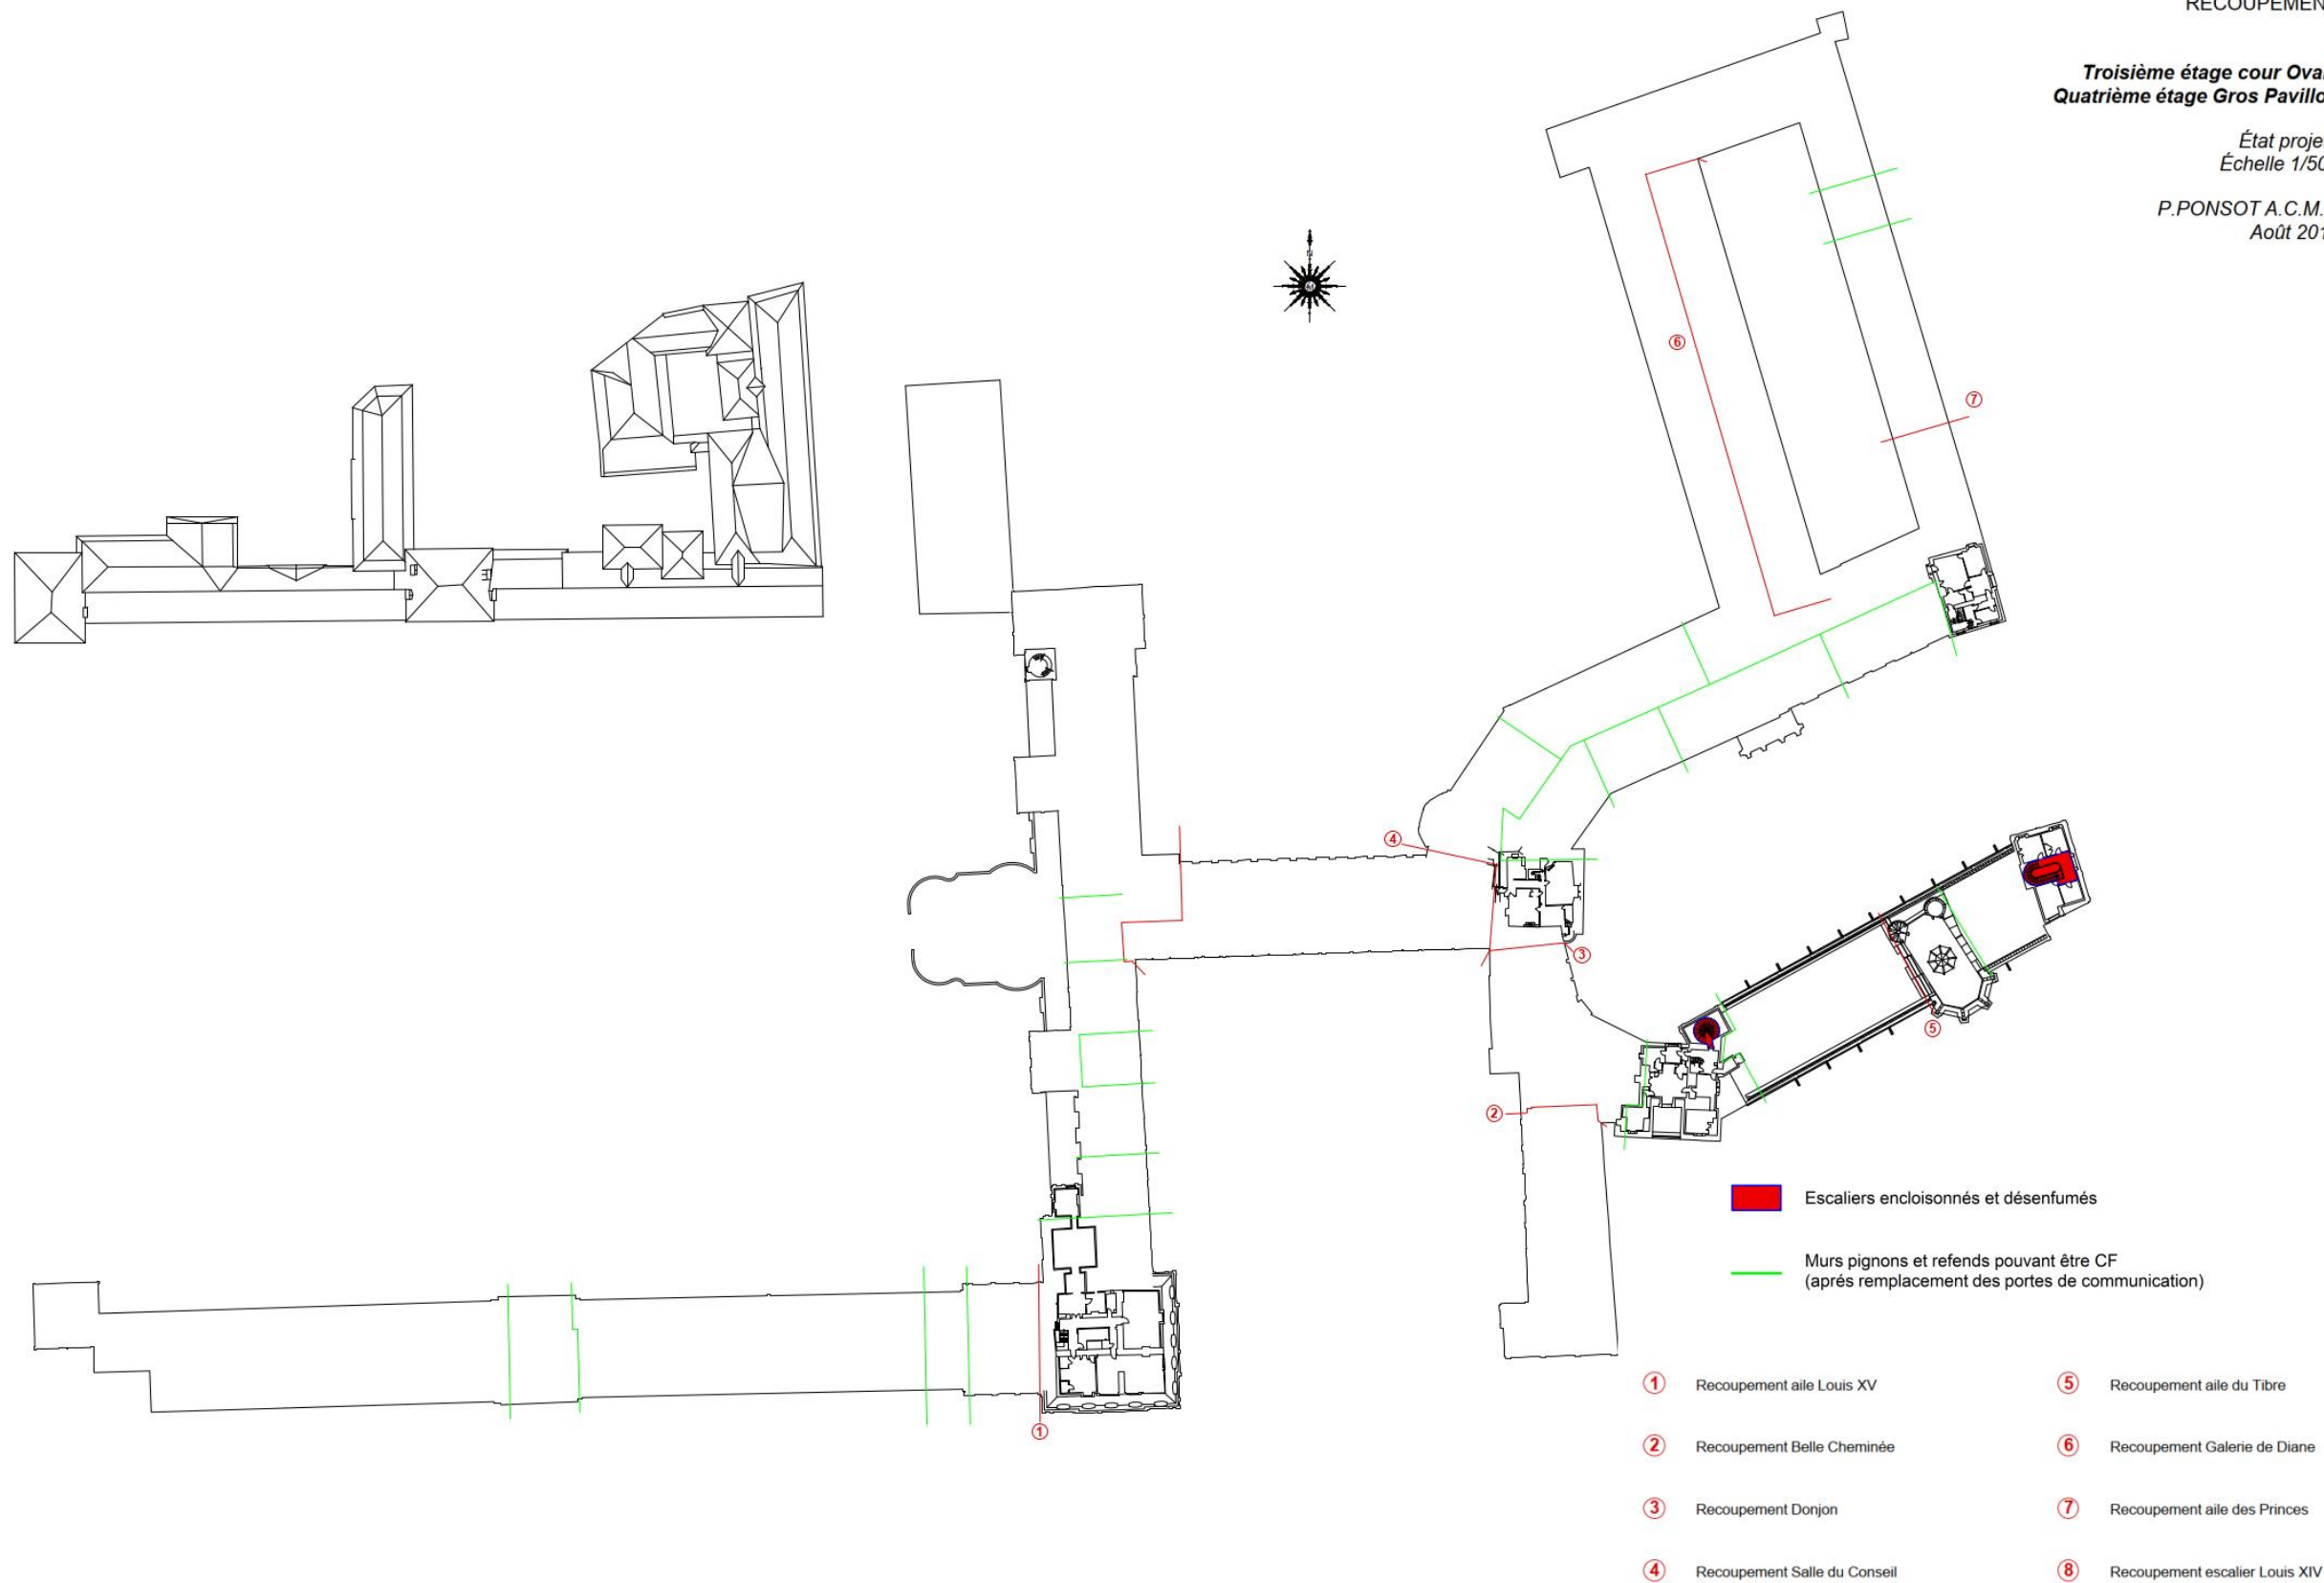 RECOUPEMEN
Troisième étage cour Oval
Quatrième étage Gros Pavillo
État proje
Échelle 1/50
P.PONSOT A.C.M.
Août 201
N
6
7
4
3
5
2
1
Escaliers encloisonnés et désenfumés
Murs pignons et refends pouvant être CF
(aprés remplacement des portes de communication)
1 Recoupement aile Louis XV
2 Recoupement Belle Cheminée
3 Recoupement Donjon
4 Recoupement Salle du Conseil
5 Recoupement aile du Tibre
6 Recoupement Galerie de Diane
7 Recoupement aile des Princes
8 Recoupement escalier Louis XIV